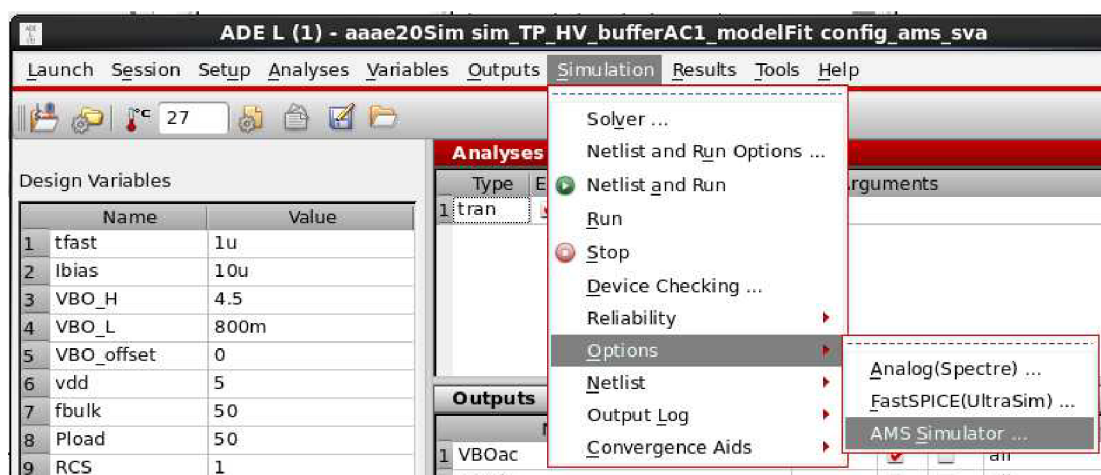 ADE L (1) - aaae20Sim sim_TP_HV_bufferAC1_modelFit config_ams_sva
Launch Session Setup Analyses Variables Outputs Simulation Results Tools Help
°C 27
Design Variables
Name Value
1 tfast 1u
2 Ibias 10u
3 VBO_H 4.5
4 VBO_L 800m
5 VBO_offset 0
6 vdd 5
7 fbulk 50
8 Pload 50
9 RCS 1
Analyses
Type E rguments
1 tran
Outputs
1 VBOac all
Solver ...
Netlist and Run Options ...
Netlist and Run
Run
Stop
Device Checking ...
Reliability
Options
Netlist
Output Log
Convergence Aids
Analog(Spectre) ...
FastSPICE(UltraSim) ...
AMS Simulator ...